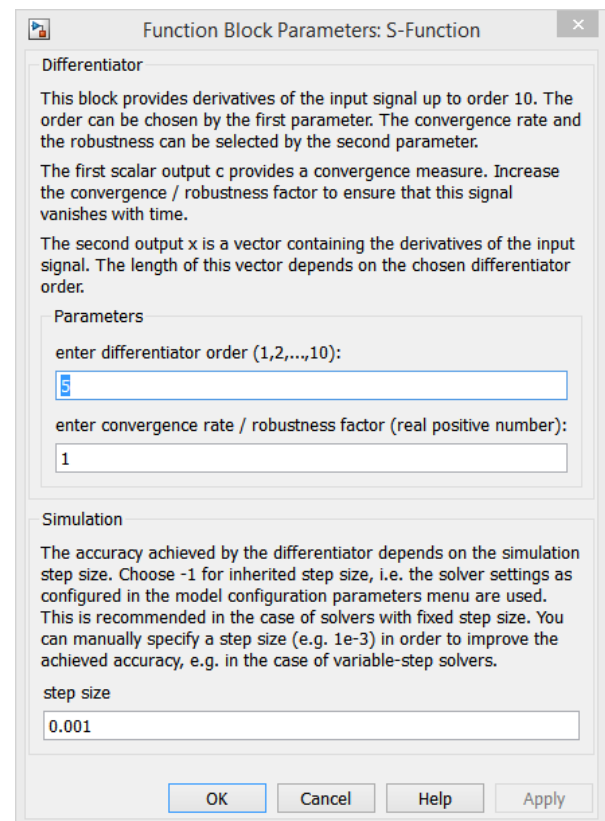 Function Block Parameters: S-Function
Differentiator
This block provides derivatives of the input signal up to order 10. The
order can be chosen by the first parameter. The convergence rate and
the robustness can be selected by the second parameter.
The first scalar output c provides a convergence measure. Increase
the convergence / robustness factor to ensure that this signal
vanishes with time.
The second output x is a vector containing the derivatives of the input
signal. The length of this vector depends on the chosen differentiator
order.
Parameters
enter differentiator order (1,2,...,10):
5
enter convergence rate / robustness factor (real positive number):
1
Simulation
The accuracy achieved by the differentiator depends on the simulation
step size. Choose -1 for inherited step size, i.e. the solver settings as
configured in the model configuration parameters menu are used.
This is recommended in the case of solvers with fixed step size. You
can manually specify a step size (e.g. 1e-3) in order to improve the
achieved accuracy, e.g. in the case of variable-step solvers.
step size
0.001
OK Cancel Help Apply